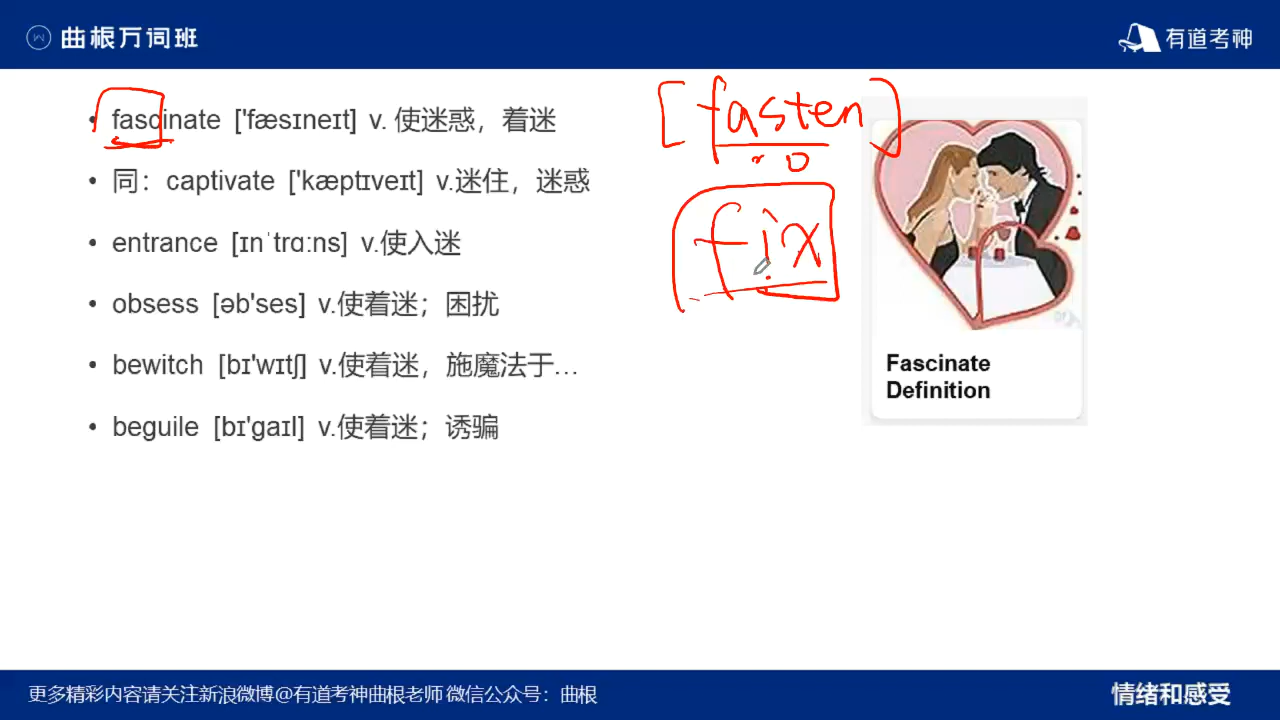 曲根万词班
有道考神
• fascinate ['fæsɪneɪt] v. 使迷惑，着迷
• 同：captivate ['kæptɪveɪt] v.迷住，迷惑
• entrance [ɪnˈtrɑːns] v.使入迷
• obsess [əb'ses] v.使着迷；困扰
• bewitch [bɪ'wɪtʃ] v.使着迷，施魔法于…
• beguile [bɪ'gaɪl] v.使着迷；诱骗
[fasten]
fix
Fascinate
Definition
更多精彩内容请关注新浪微博@有道考神曲根老师 微信公众号：曲根
情绪和感受